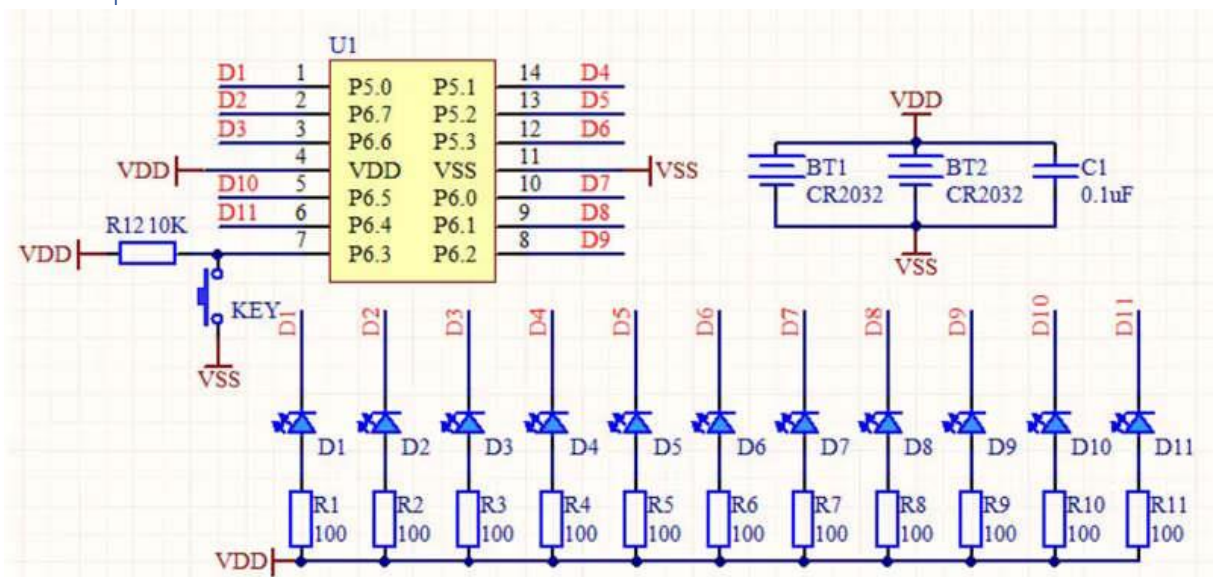 U1
D1 1 P5.0 P5.1 14 D4
D2 2 P6.7 P5.2 13 D5
D3 3 P6.6 P5.3 12 D6
VDD 4 VDD VSS 11 VSS
D10 5 P6.5 P6.0 10 D7
D11 6 P6.4 P6.1 9 D8
7 P6.3 P6.2 8 D9
R12 10K
VDD
KEY
VSS
VDD
BT1 BT2 C1
CR2032 CR2032 0.1uF
VSS
D1 D2 D3 D4 D5 D6 D7 D8 D9 D10 D11
D1 D2 D3 D4 D5 D6 D7 D8 D9 D10 D11
R1 R2 R3 R4 R5 R6 R7 R8 R9 R10 R11
100 100 100 100 100 100 100 100 100 100 100
VDD